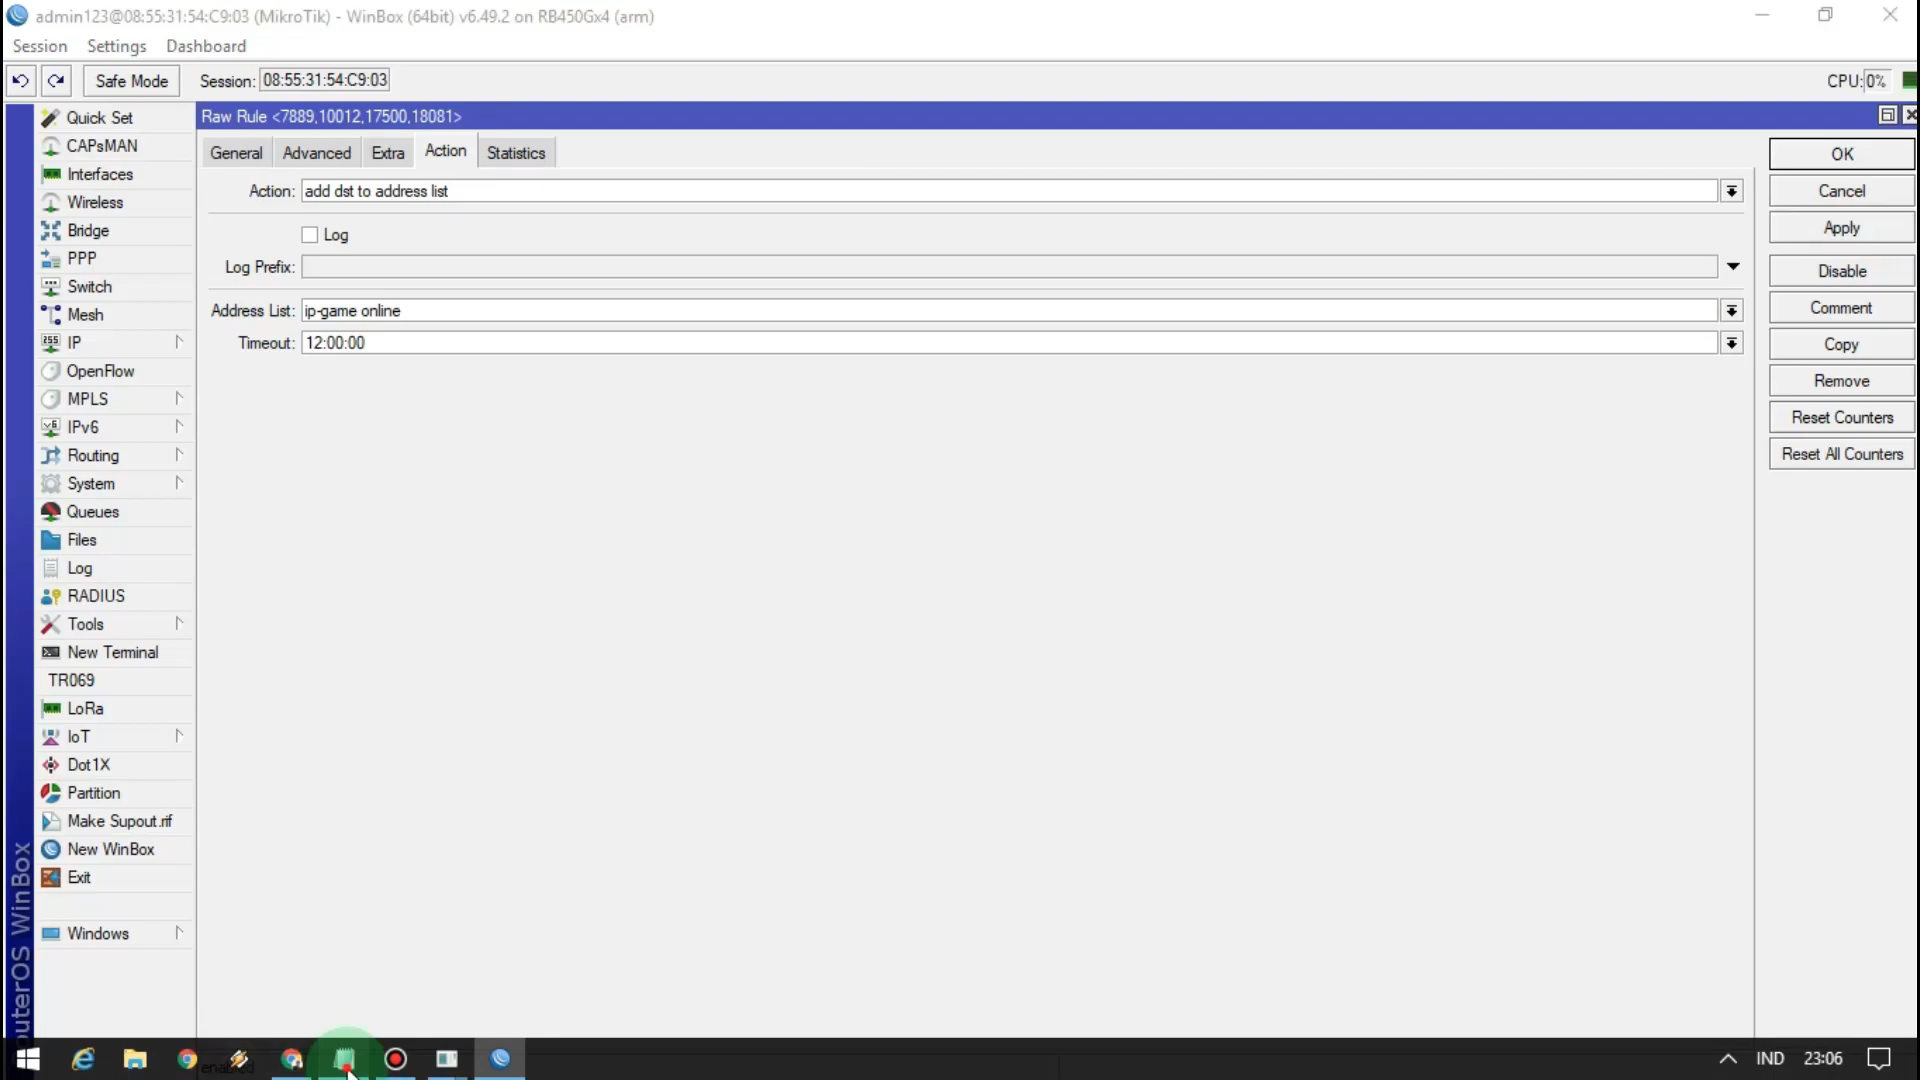 admin123@08:55:31:54:C9:03 (MikroTik) - WinBox (64bit) v6.49.2 on RB450Gx4 (arm)
Session Settings Dashboard
Safe Mode Session: 08:55:31:54:C9:03 CPU: 0%
Raw Rule <7889,10012,17500,18081>
General Advanced Extra Action Statistics
Action: add dst to address list
Log
Log Prefix:
Address List: ip-game online
Timeout: 12:00:00
OK
Cancel
Apply
Disable
Comment
Copy
Remove
Reset Counters
Reset All Counters
Quick Set
CAPsMAN
Interfaces
Wireless
Bridge
PPP
Switch
Mesh
IP
OpenFlow
MPLS
IPv6
Routing
System
Queues
Files
Log
RADIUS
Tools
New Terminal
TR069
LoRa
IoT
Dot1X
Partition
Make Supout.rif
New WinBox
Exit
Windows
outerOS WinBox
IND 23:06